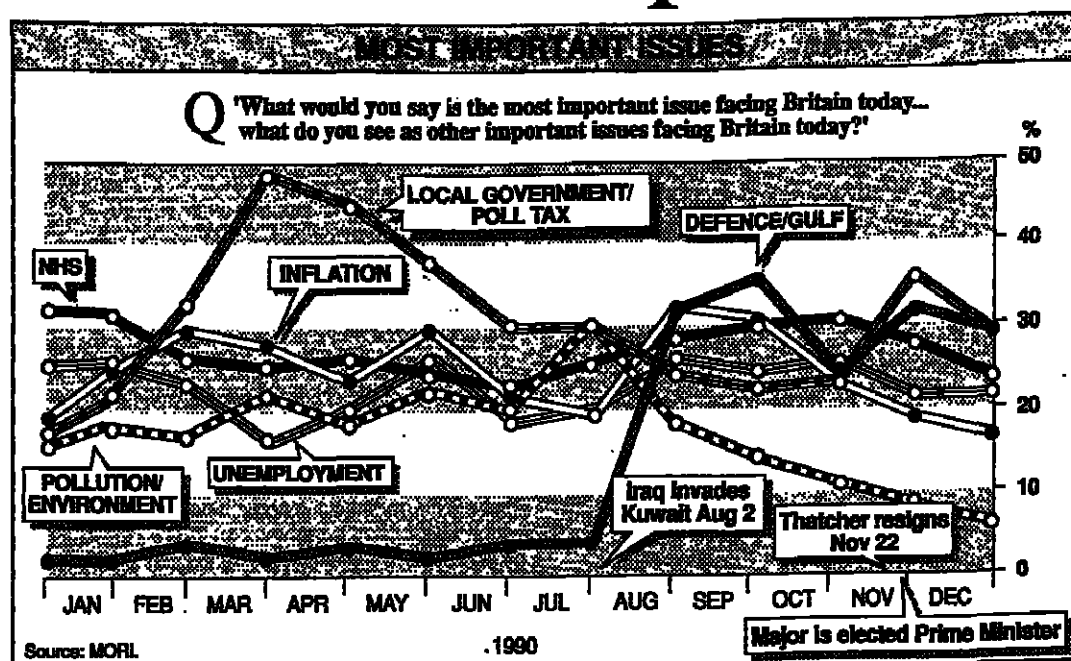 MOST IMPORTANT ISSUES
Q 'What would you say is the most important issue facing Britain today...
what do you see as other important issues facing Britain today?'
%
50
40
30
20
10
0
LOCAL GOVERNMENT/
POLL TAX
DEFENCE/GULF
NHS
INFLATION
POLLUTION/
ENVIRONMENT
UNEMPLOYMENT
Iraq Invades
Kuwait Aug 2
Thatcher resigns
Nov 22
JAN FEB MAR APR MAY JUN JUL AUG SEP OCT NOV DEC
Major is elected Prime Minister
Source: MORI.
1990